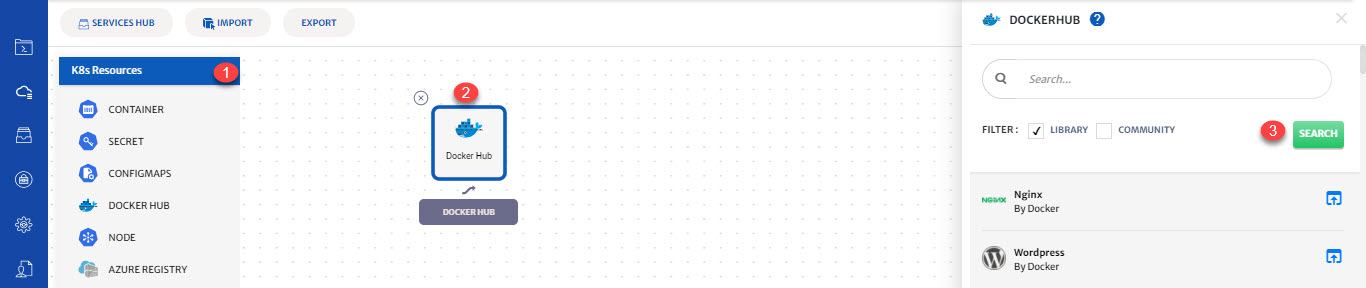 SERVICES HUB
IMPORT
EXPORT
K8s Resources
1
CONTAINER
SECRET
CONFIGMAPS
DOCKER HUB
NODE
AZURE REGISTRY
2
Docker Hub
DOCKER HUB
DOCKERHUB ?
Search...
FILTER : LIBRARY COMMUNITY
3
SEARCH
NGINX
Nginx
By Docker
W
Wordpress
By Docker